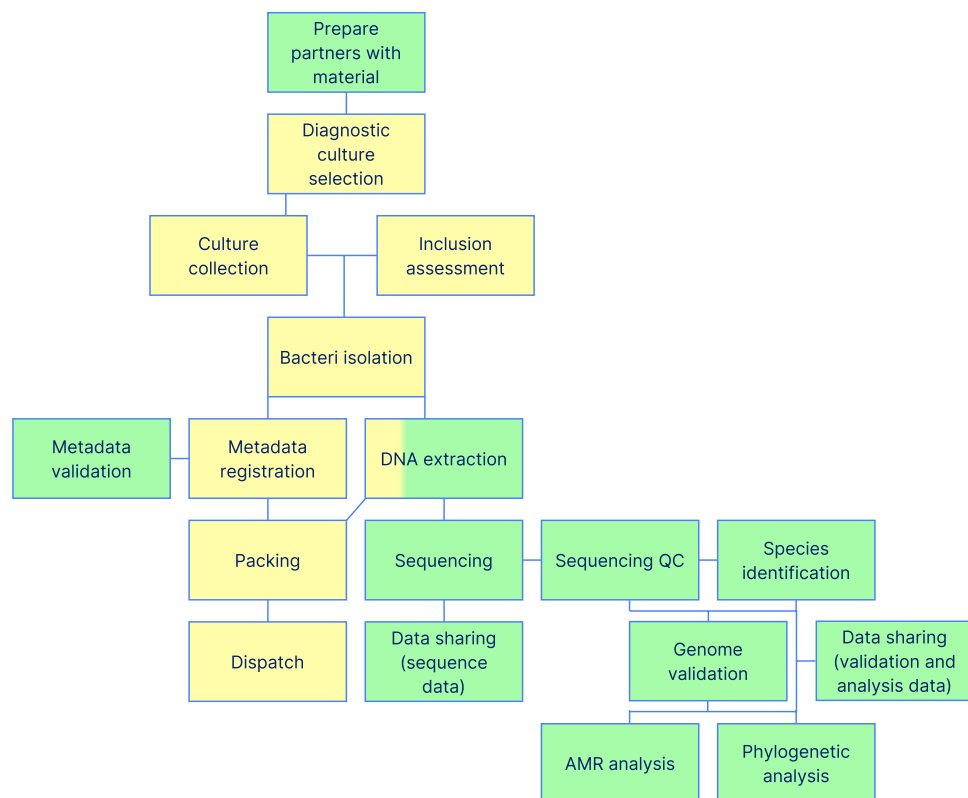 Prepare
partners with
material
Diagnostic
culture
selection
Culture
collection
Inclusion
assessment
Bacteri isolation
Metadata
validation
Metadata
registration
DNA extraction
Packing
Sequencing
Sequencing QC
Species
identification
Dispatch
Data sharing
(sequence
data)
Genome
validation
Data sharing
(validation and
analysis data)
AMR analysis
Phylogenetic
analysis